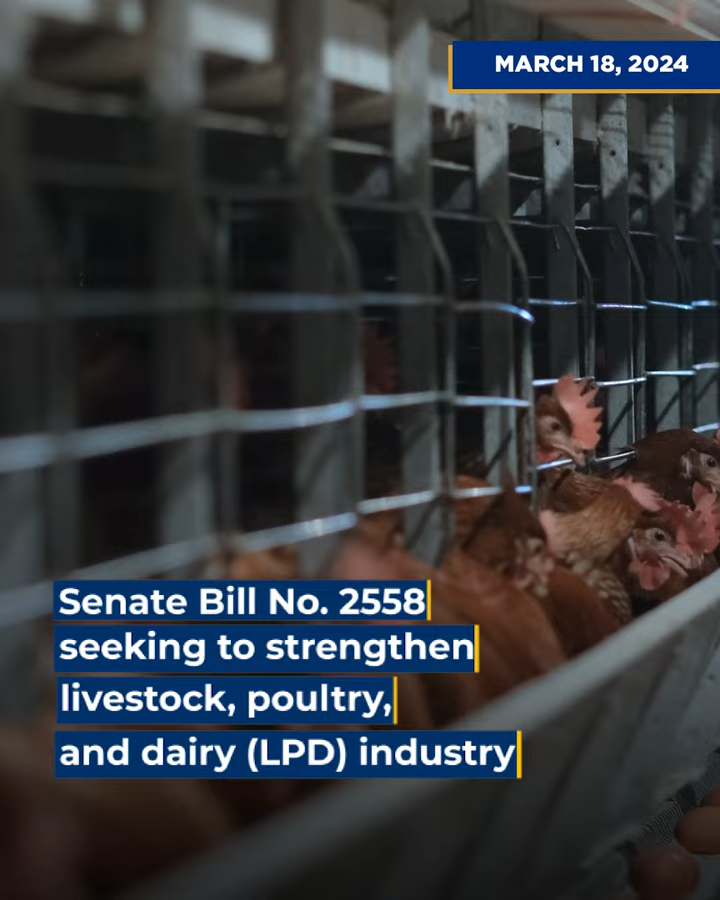 MARCH 18, 2024
Senate Bill No. 2558
seeking to strengthen
livestock, poultry,
and dairy (LPD) industry